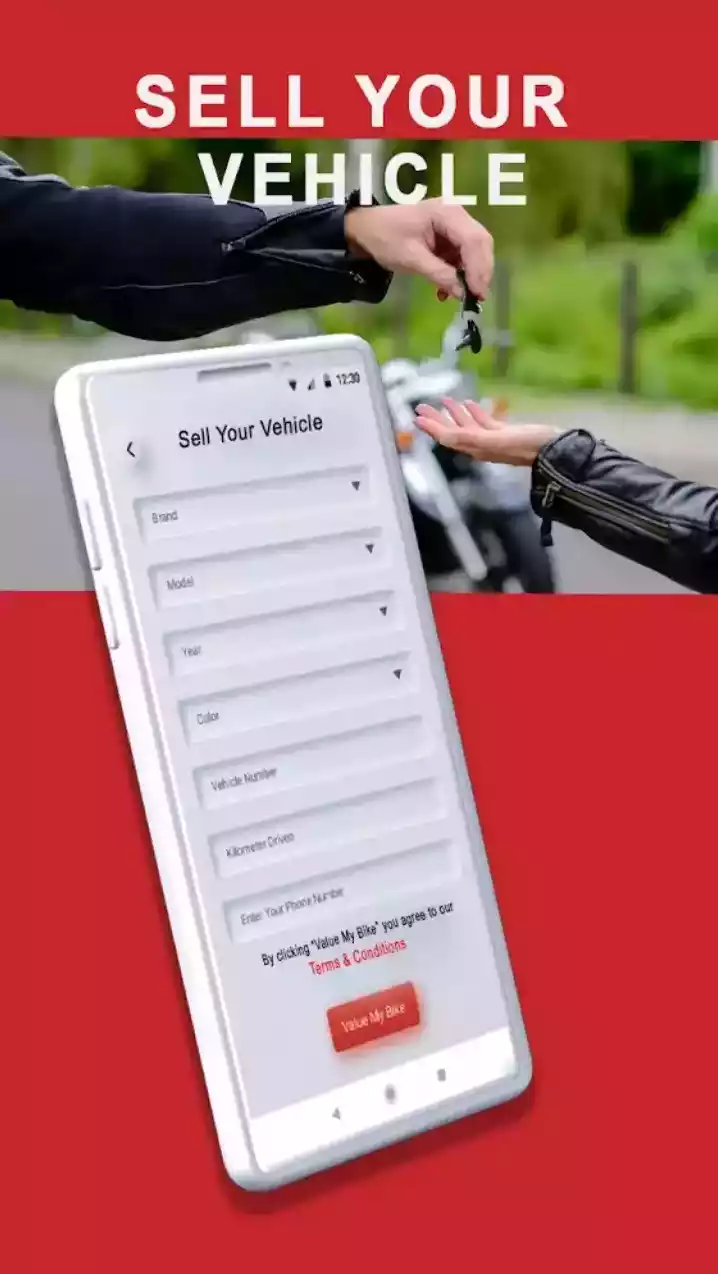 SELL YOUR
VEHICLE
12:30
Sell Your Vehicle
Brand
Model
Year
Color
Vehicle Number
Kilometer Driven
Enter Your Phone Number
By clicking "Value My Bike" you agree to our
Terms & Conditions
Value My Bike